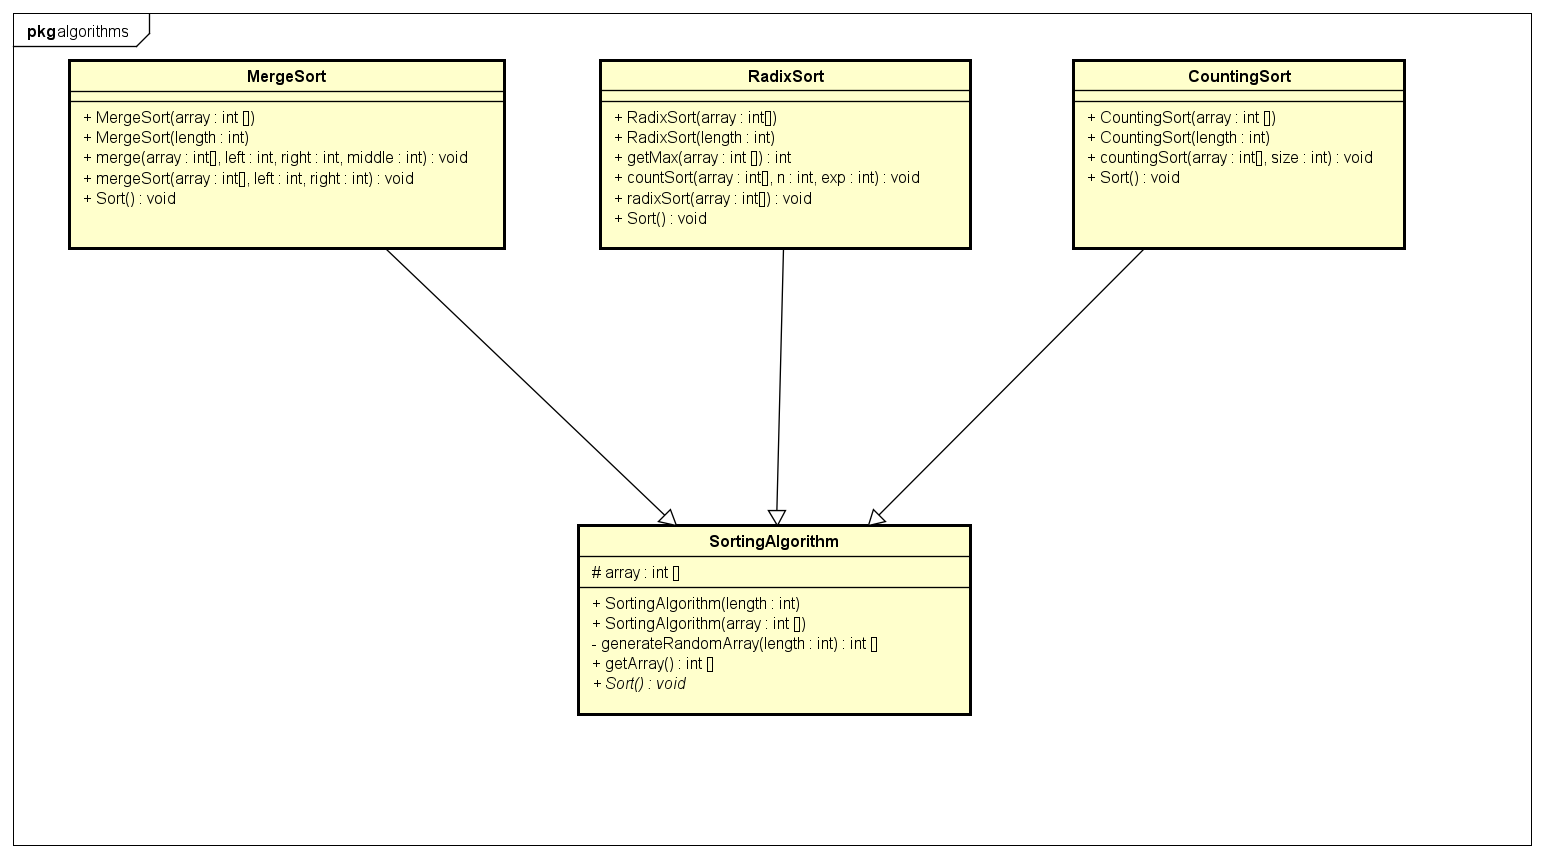 pkg algorithms
MergeSort
+ MergeSort(array : int [])
+ MergeSort(length : int)
+ merge(array : int[], left : int, right : int, middle : int) : void
+ mergeSort(array : int[], left : int, right : int) : void
+ Sort() : void
RadixSort
+ RadixSort(array : int[])
+ RadixSort(length : int)
+ getMax(array : int []) : int
+ countSort(array : int[], n : int, exp : int) : void
+ radixSort(array : int[]) : void
+ Sort() : void
CountingSort
+ CountingSort(array : int [])
+ CountingSort(length : int)
+ countingSort(array : int[], size : int) : void
+ Sort() : void
SortingAlgorithm
# array : int []
+ SortingAlgorithm(length : int)
+ SortingAlgorithm(array : int [])
- generateRandomArray(length : int) : int []
+ getArray() : int []
+ Sort() : void